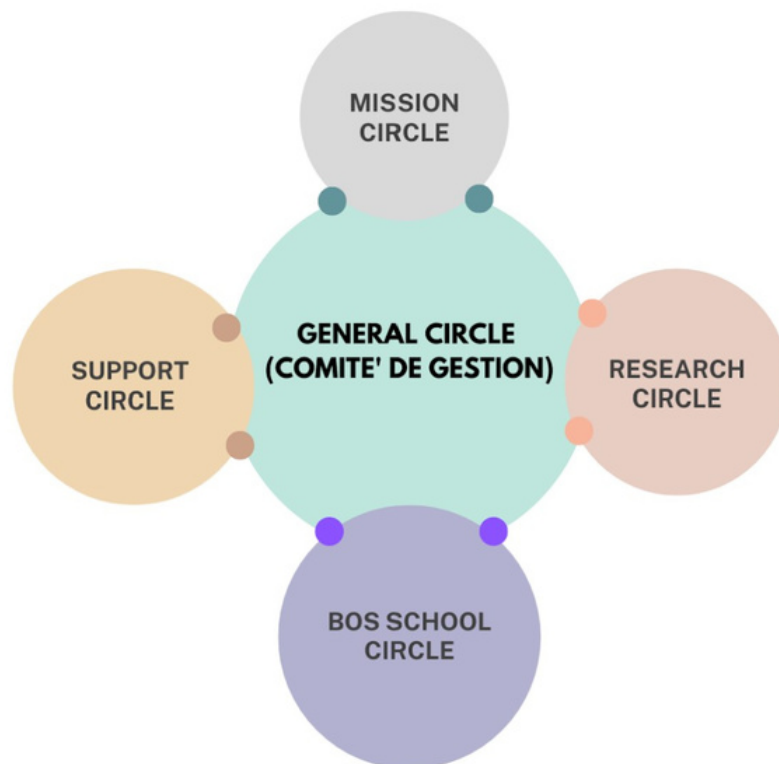 MISSION
CIRCLE
GENERAL CIRCLE
(COMITE' DE GESTION)
SUPPORT
CIRCLE
RESEARCH
CIRCLE
BOS SCHOOL
CIRCLE